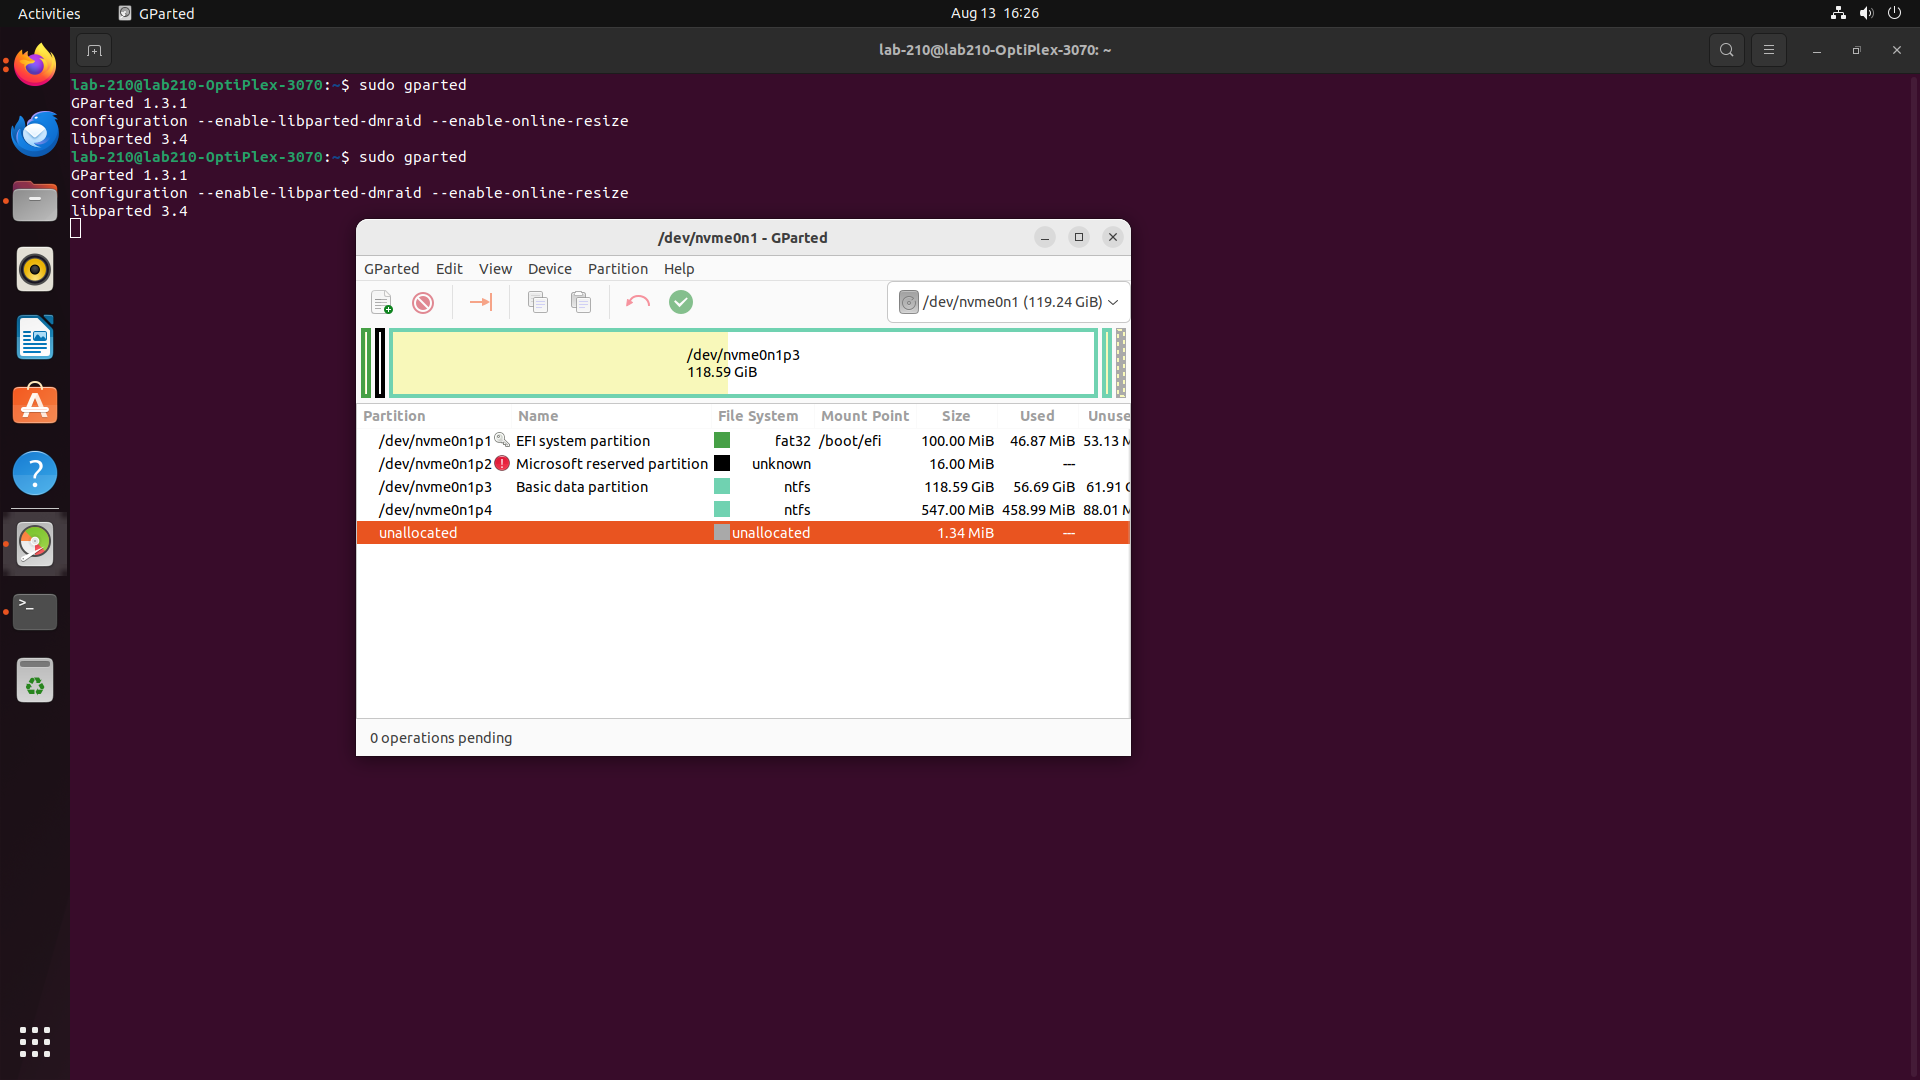 Activities GParted Aug 13 16:26
lab-210@lab210-OptiPlex-3070: ~
lab-210@lab210-OptiPlex-3070:~$ sudo gparted
GParted 1.3.1
configuration --enable-libparted-dmraid --enable-online-resize
libparted 3.4
lab-210@lab210-OptiPlex-3070:~$ sudo gparted
GParted 1.3.1
configuration --enable-libparted-dmraid --enable-online-resize
libparted 3.4
/dev/nvme0n1 - GParted
GParted Edit View Device Partition Help
/dev/nvme0n1 (119.24 GiB)
/dev/nvme0n1p3
118.59 GiB
Partition Name File System Mount Point Size Used Unuse
/dev/nvme0n1p1 EFI system partition fat32 /boot/efi 100.00 MiB 46.87 MiB 53.13 M
/dev/nvme0n1p2 Microsoft reserved partition unknown 16.00 MiB ---
/dev/nvme0n1p3 Basic data partition ntfs 118.59 GiB 56.69 GiB 61.91 G
/dev/nvme0n1p4 ntfs 547.00 MiB 458.99 MiB 88.01 M
unallocated unallocated 1.34 MiB ---
0 operations pending